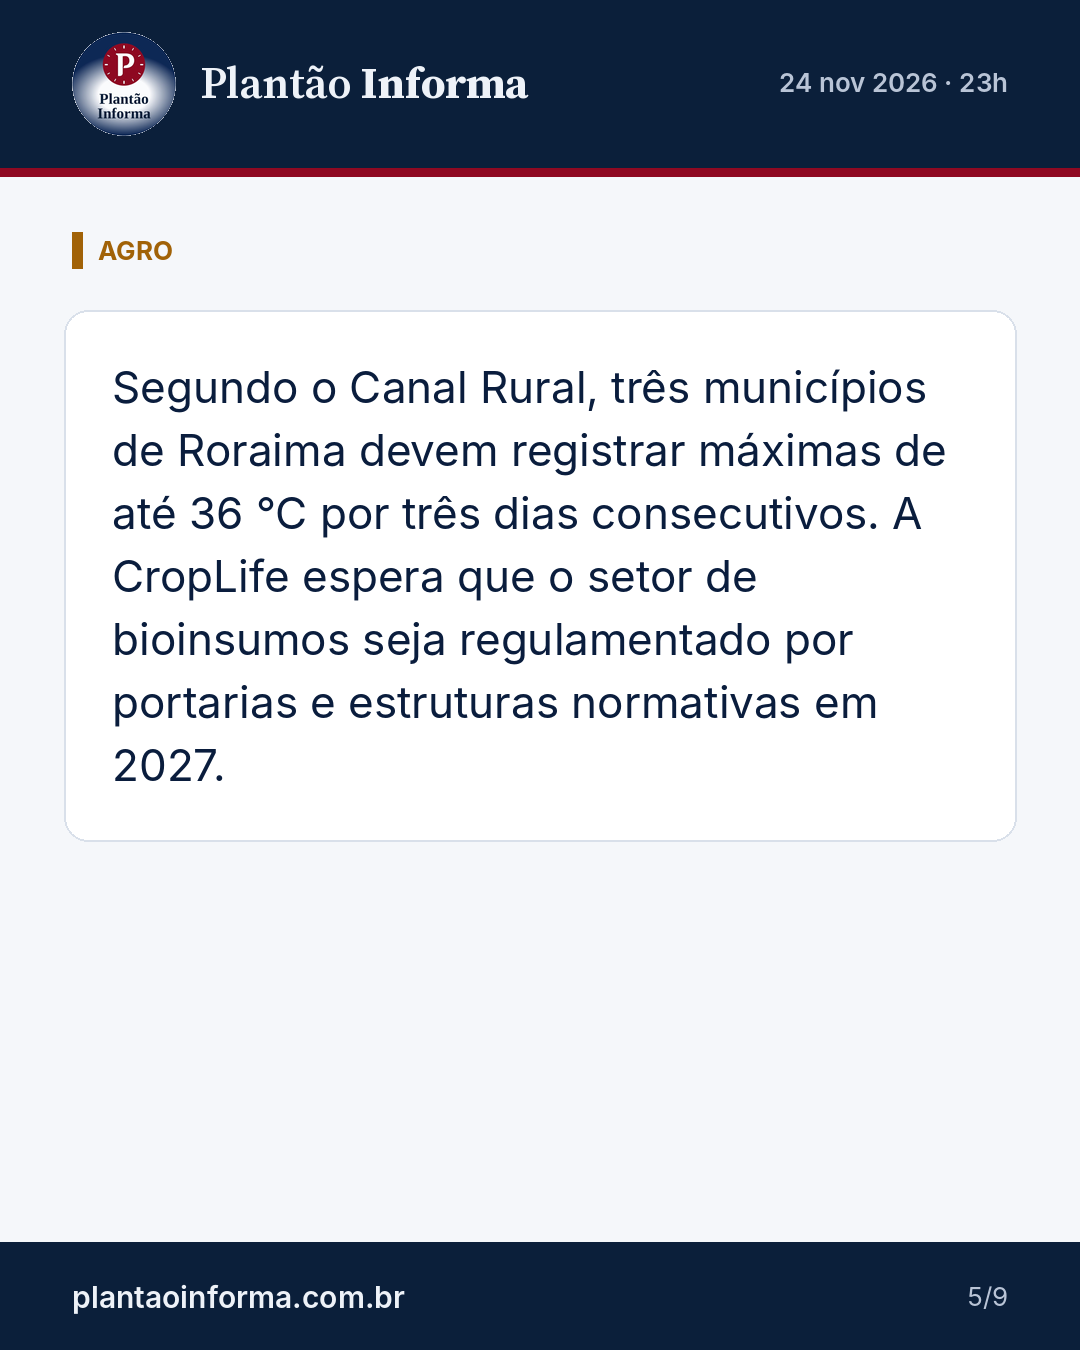 P
Plantão
Informa
Plantão Informa
24 nov 2026 · 23h
AGRO
Segundo o Canal Rural, três municípios
de Roraima devem registrar máximas de
até 36 °C por três dias consecutivos. A
CropLife espera que o setor de
bioinsumos seja regulamentado por
portarias e estruturas normativas em
2027.
plantaoinforma.com.br
5/9